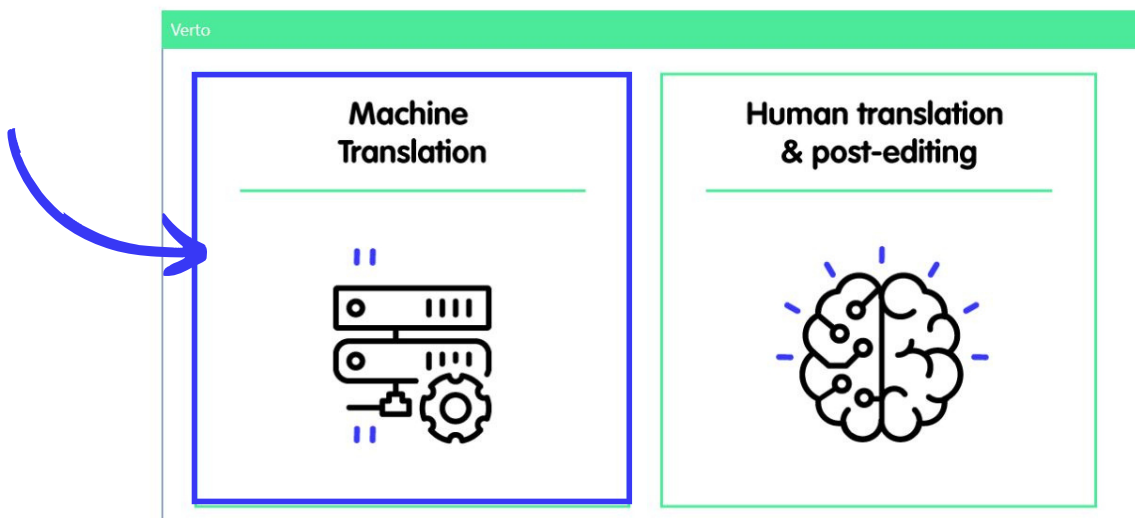 Verto
Machine
Translation
Human translation
& post-editing